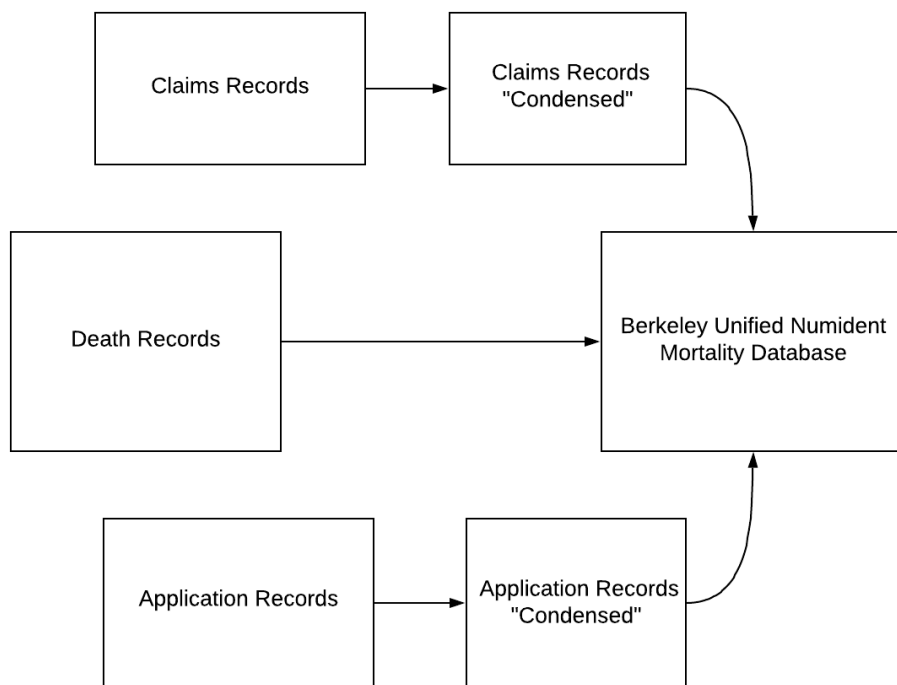 Claims Records
Claims Records
"Condensed"
Death Records
Berkeley Unified Numident
Mortality Database
Application Records
Application Records
"Condensed"